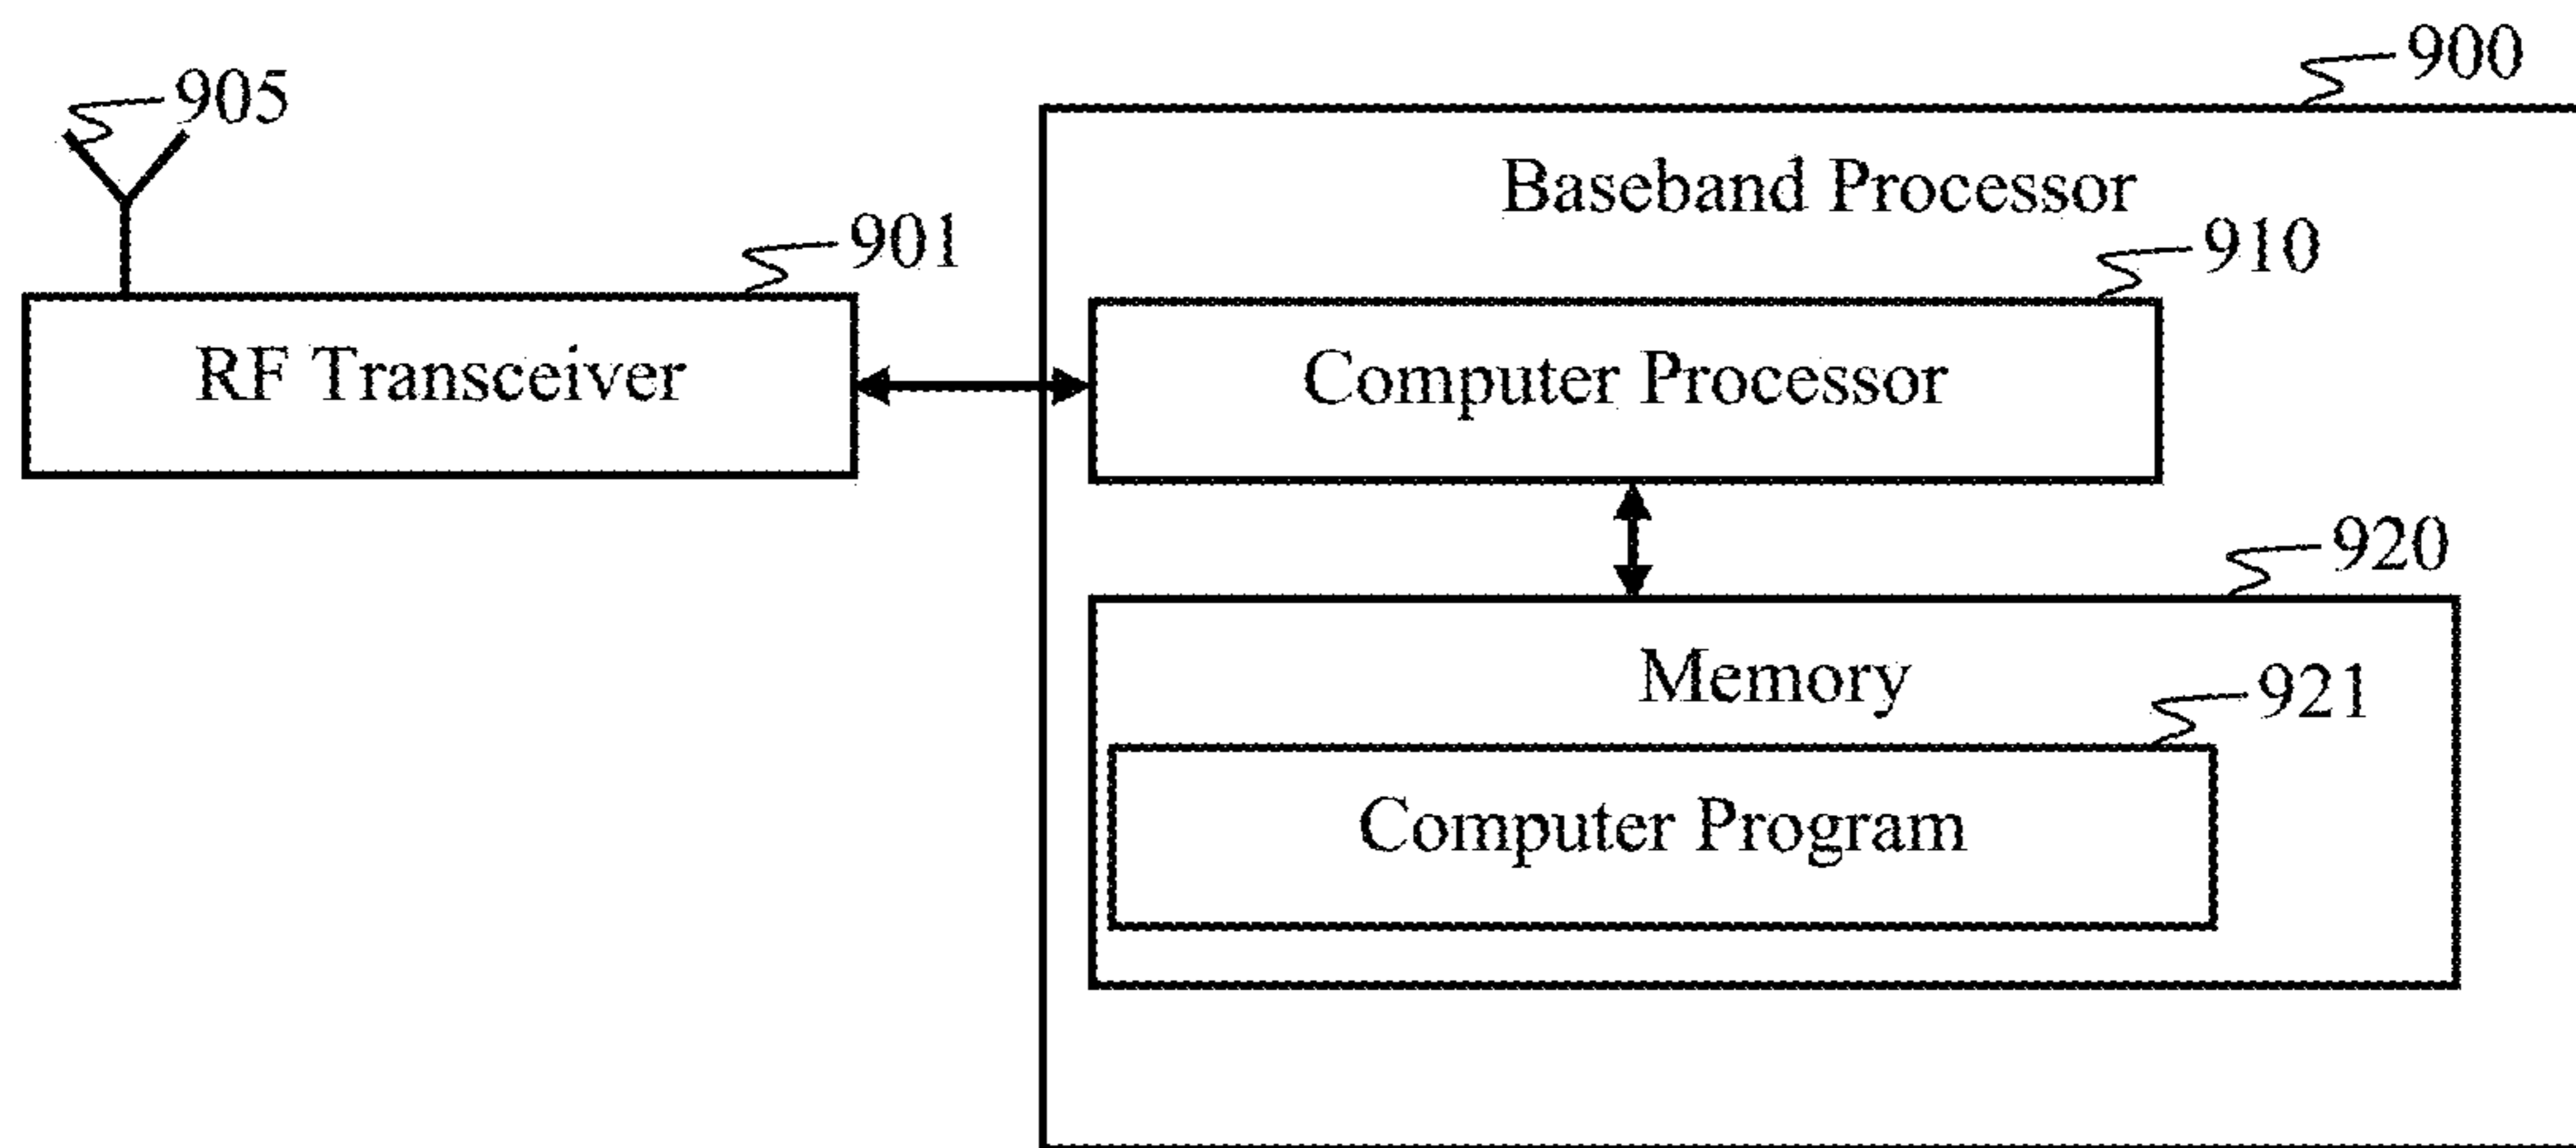 900
905
Baseband Processor
901
910
RF Transceiver
Computer Processor
920
Memory
921
Computer Program